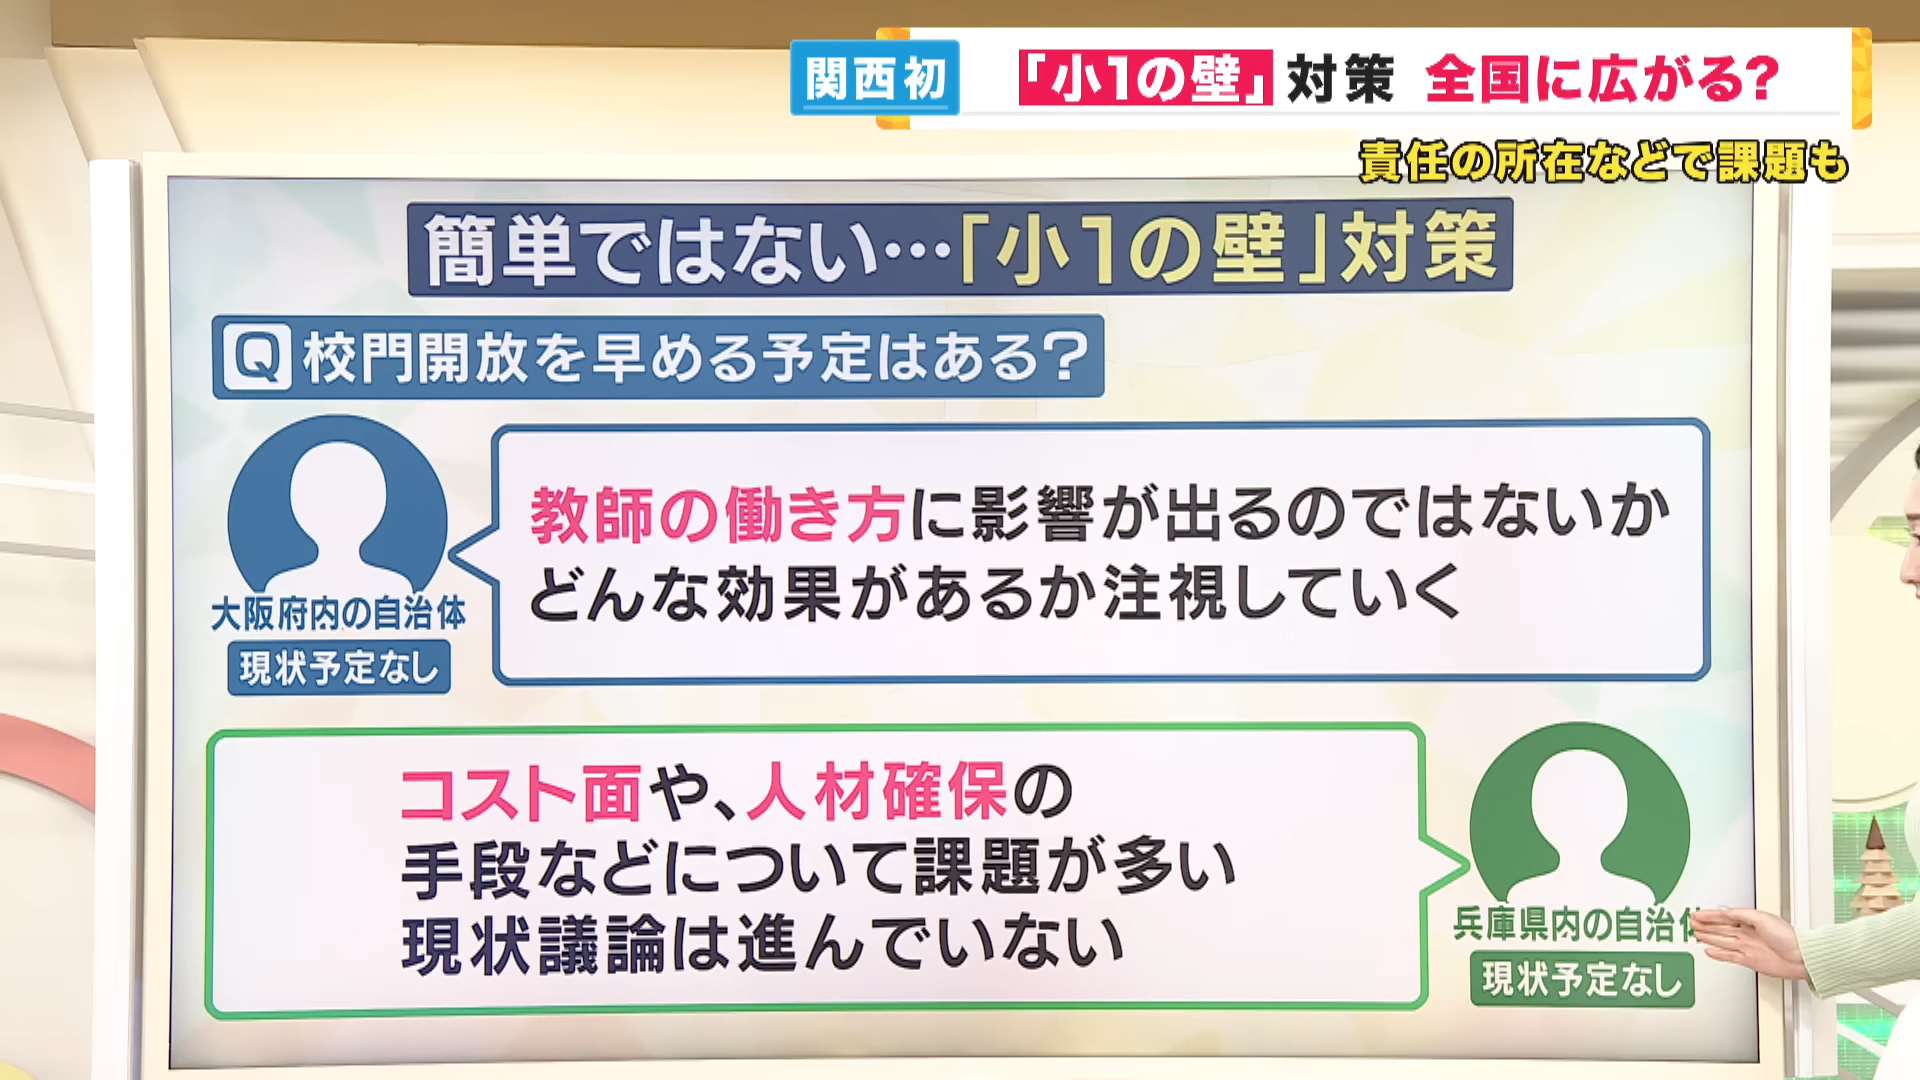 関西初
「小1の壁」対策 全国に広がる?
責任の所在などで課題も
簡単ではない…「小1の壁」対策
Q 校門開放を早める予定はある?
教師の働き方に影響が出るのではないか
どんな効果があるか注視していく
大阪府内の自治体
現状予定なし
コスト面や、人材確保の
手段などについて課題が多い
現状議論は進んでいない
兵庫県内の自治体
現状予定なし